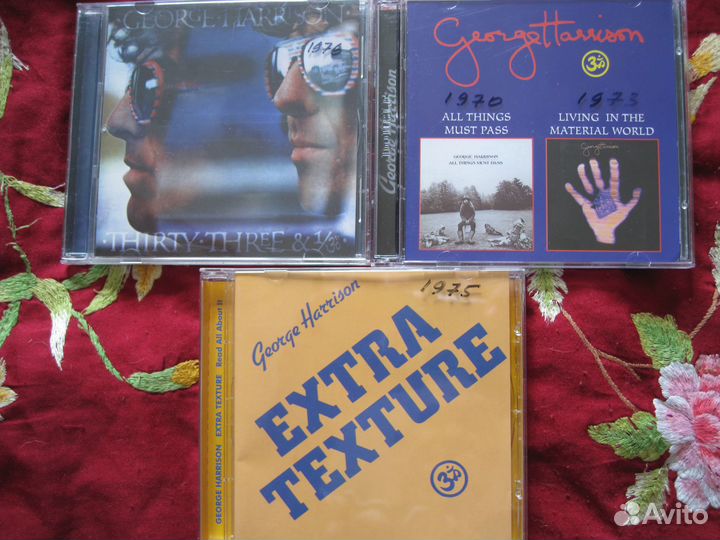 GEORGE·HARRISON
1976
·THIRTY·THREE & 1/3·
George Harrison
George Harrison
ॐ
1970
1973
ALL THINGS
MUST PASS
LIVING IN THE
MATERIAL WORLD
GEORGE HARRISON
ALL THINGS MUST PASS
George Harrison
GEORGE HARRISON EXTRA TEXTURE Read All About It
George Harrison
1975
EXTRA
TEXTURE
ॐ
Avito